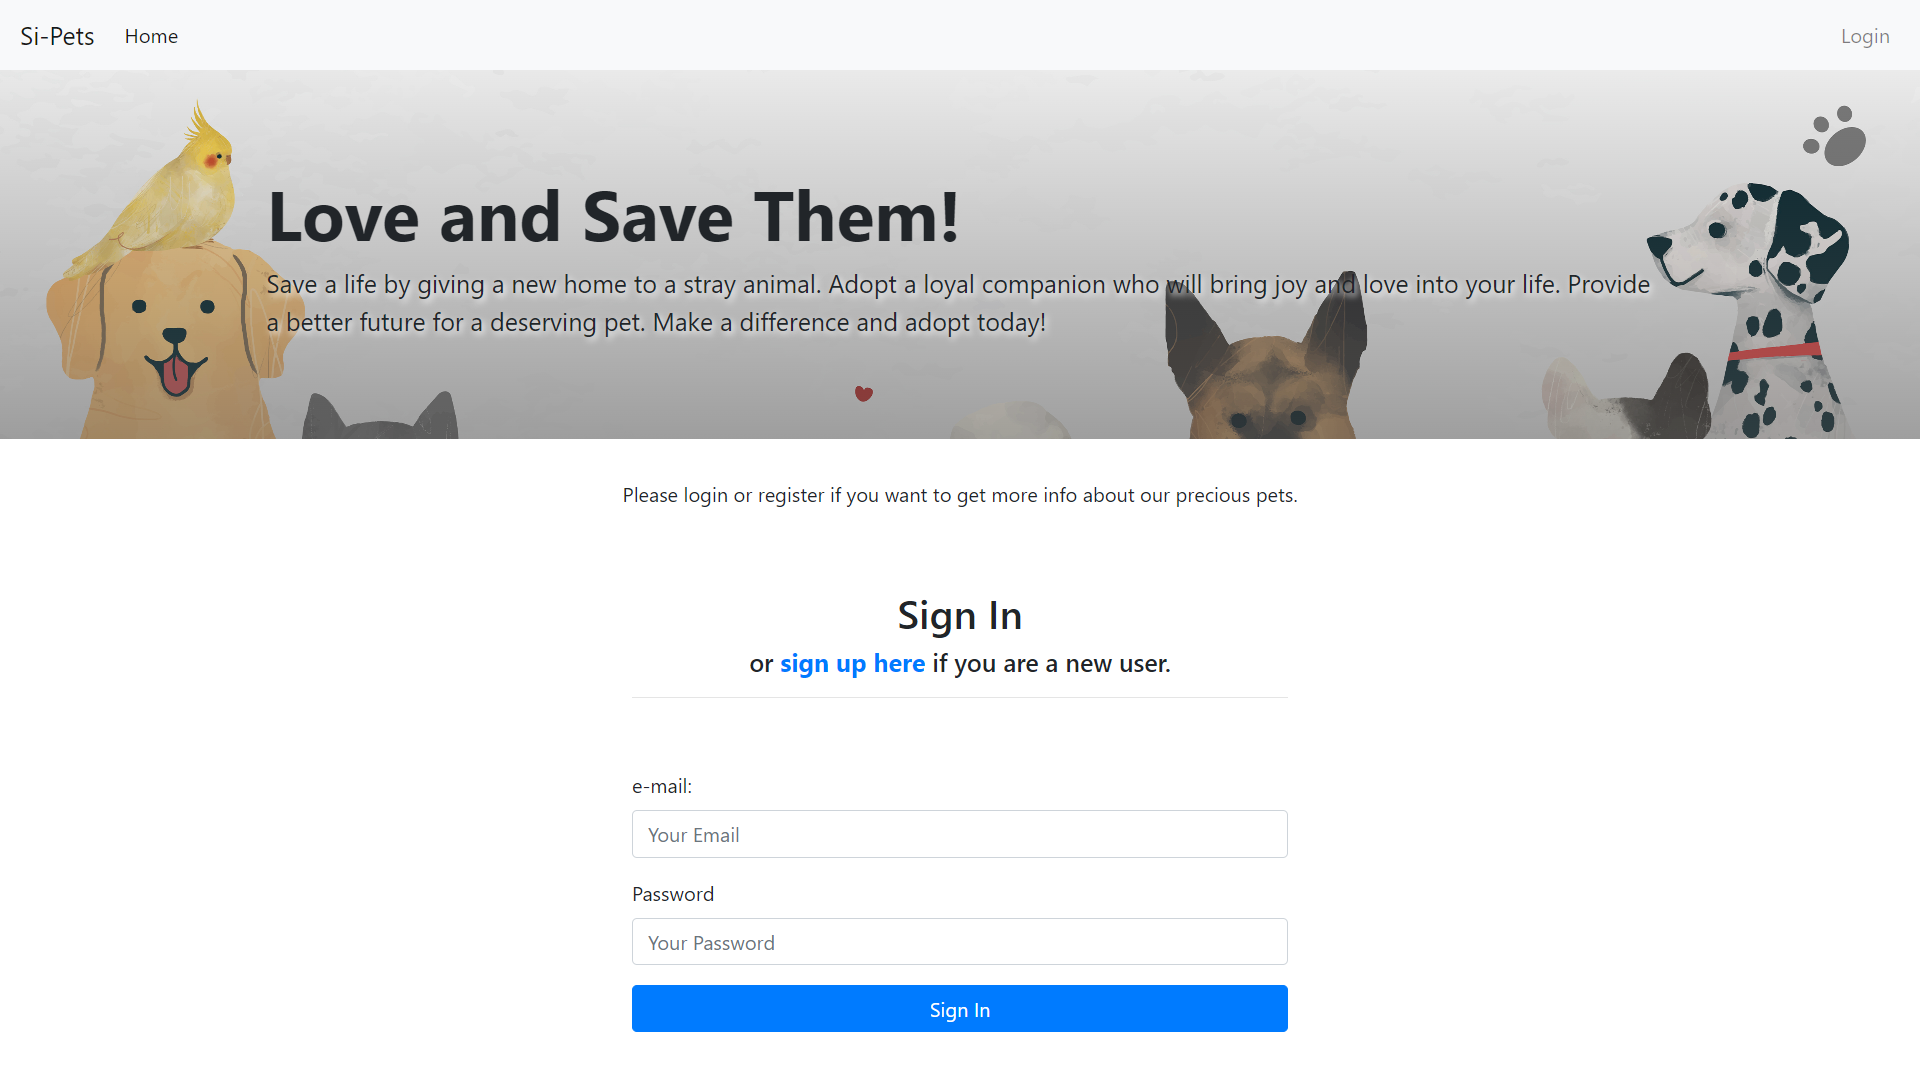 Si-Pets Home Login
Love and Save Them!
Save a life by giving a new home to a stray animal. Adopt a loyal companion who will bring joy and love into your life. Provide
a better future for a deserving pet. Make a difference and adopt today!
Please login or register if you want to get more info about our precious pets.
Sign In
or sign up here if you are a new user.
e-mail:
Your Email
Password
Your Password
Sign In